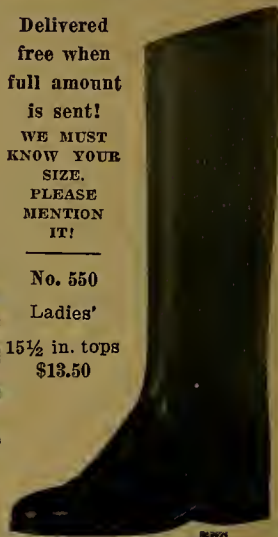 Delivered
free when
full amount
is sent!
WE MUST
KNOW YOUR
SIZE.
PLEASE
MENTION
IT!
No. 550
Ladies'
15½ in. tops
$13.50